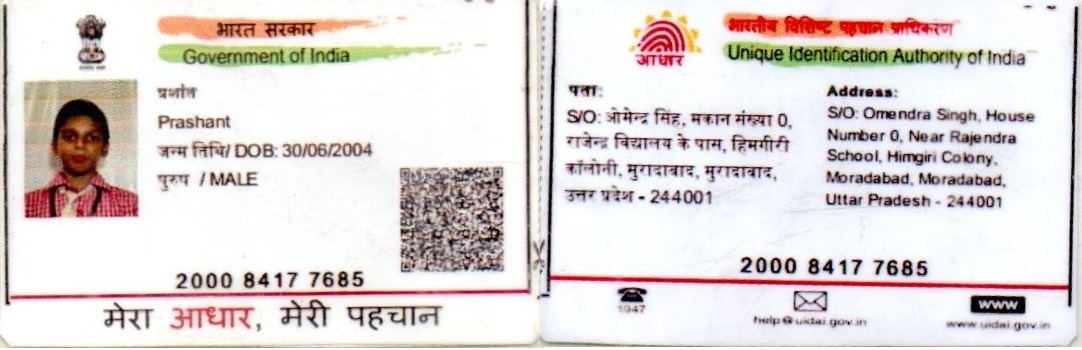 भारत सरकार
Government of India
प्रशांत
Prashant
जन्म तिथि/ DOB: 30/06/2004
पुरुष / MALE
2000 8417 7685
मेरा आधार, मेरी पहचान
आधार
भारतीय विशिष्ट पहचान प्राधिकरण
Unique Identification Authority of India
पता:
S/O: ओमेन्द्र सिंह, मकान संख्या 0,
राजेन्द्र विद्यालय के पास, हिमगीरी
कॉलोनी, मुरादाबाद, मुरादाबाद,
उत्तर प्रदेश - 244001
Address:
S/O: Omendra Singh, House
Number 0, Near Rajendra
School, Himgiri Colony,
Moradabad, Moradabad,
Uttar Pradesh - 244001
2000 8417 7685
1947
help@uidai.gov.in
www
www.uidai.gov.in